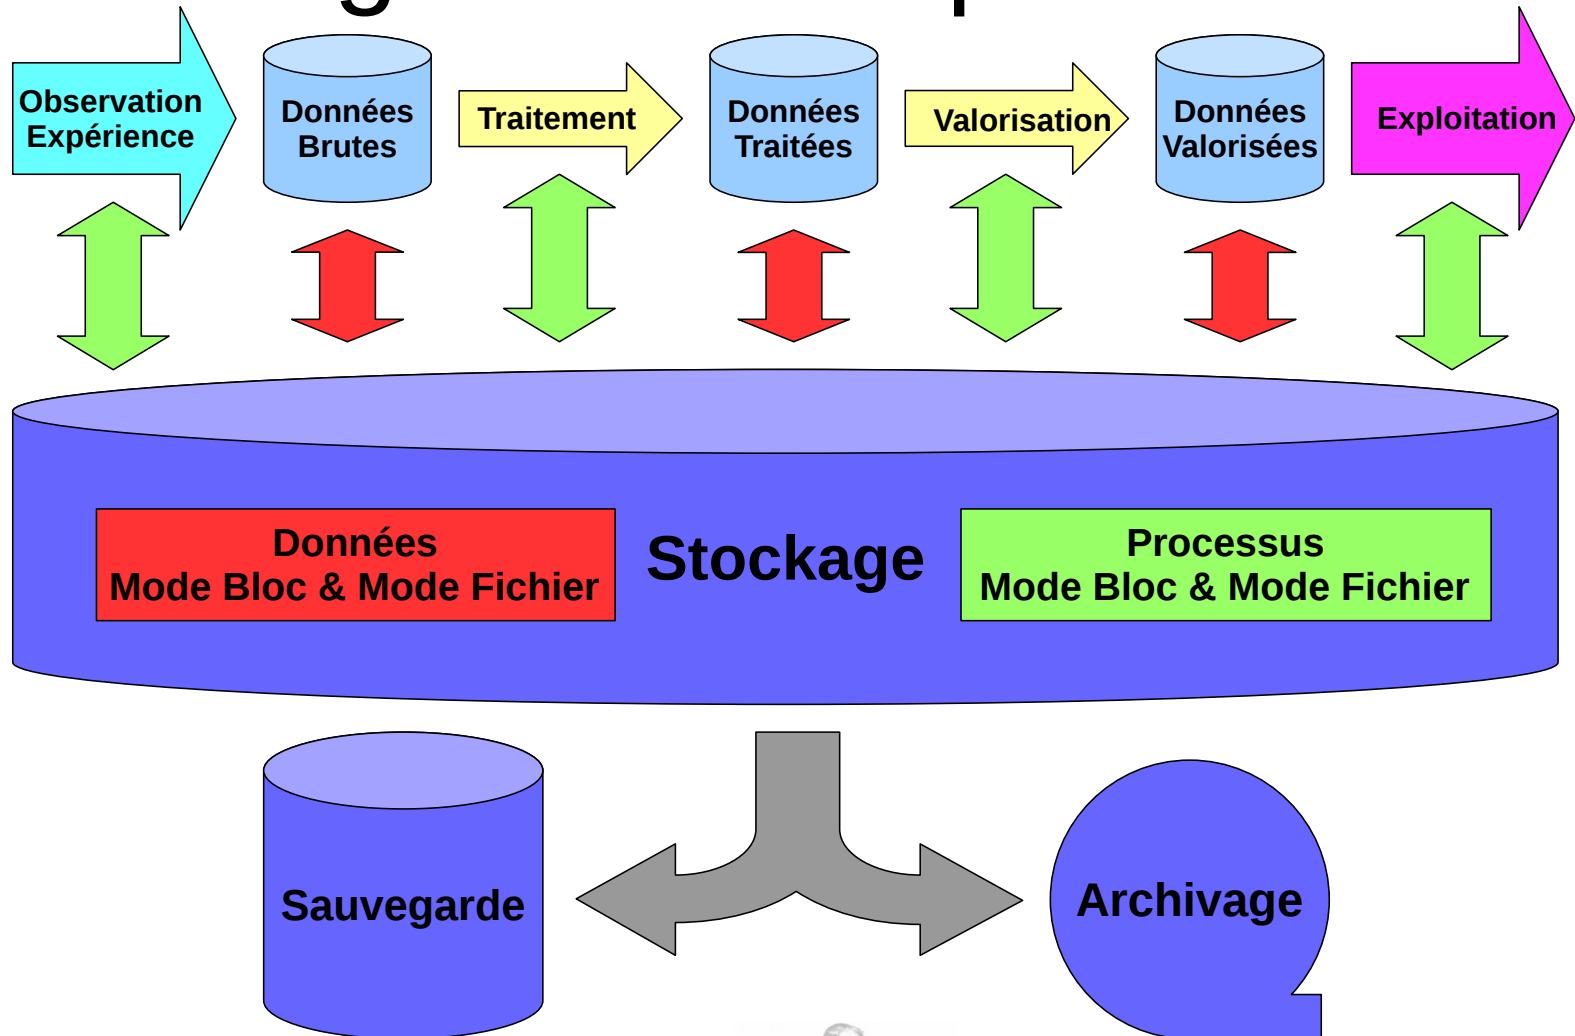 Observation
Expérience
Données
Brutes
Traitement
Données
Traitées
Valorisation
Données
Valorisées
Exploitation
Données
Mode Bloc & Mode Fichier
Stockage
Processus
Mode Bloc & Mode Fichier
Sauvegarde
Archivage